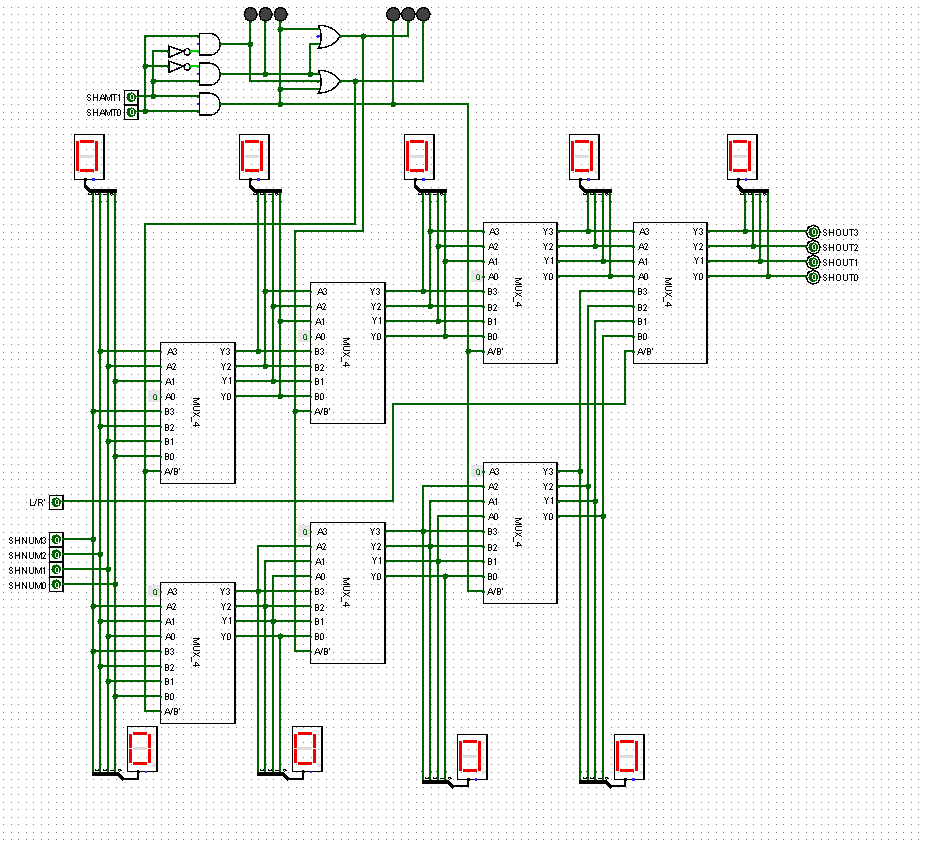 SHAMT1
SHAMT0
A3 Y3
A2 Y2
A1 Y1
0 A0 Y0
B3
B2
B1
B0
A/B'
MUX_4
A3 Y3
A2 Y2
A1 Y1
A0 Y0
B3
B2
B1
B0
A/B'
MUX_4
SHOUT3
SHOUT2
SHOUT1
SHOUT0
A3 Y3
A2 Y2
A1 Y1
0 A0 Y0
B3
B2
B1
B0
A/B'
MUX_4
A3 Y3
A2 Y2
A1 Y1
0 A0 Y0
B3
B2
B1
B0
A/B'
MUX_4
L/R'
SHNUM3
SHNUM2
SHNUM1
SHNUM0
0 A3 Y3
A2 Y2
A1 Y1
A0 Y0
B3
B2
B1
B0
A/B'
MUX_4
0 A3 Y3
A2 Y2
A1 Y1
A0 Y0
B3
B2
B1
B0
A/B'
MUX_4
0 A3 Y3
A2 Y2
A1 Y1
A0 Y0
B3
B2
B1
B0
A/B'
MUX_4